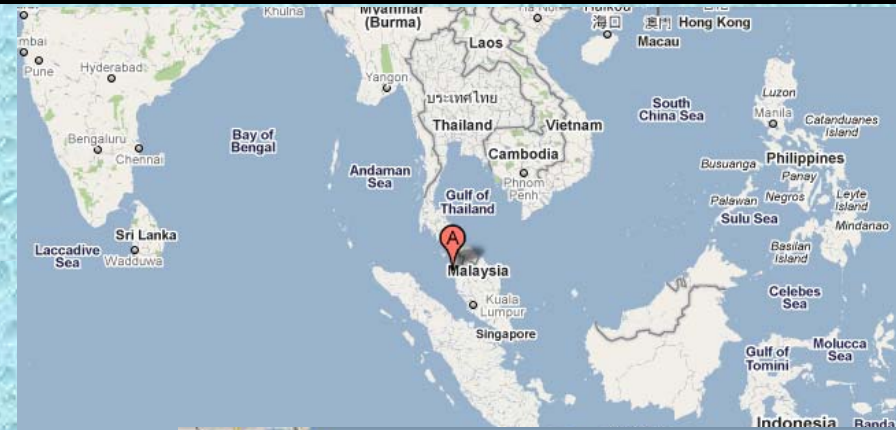 Khulna
Myanmar
(Burma)
Laos
海口
澳門 Hong Kong
Macau
Pune
Hyderabad
Yangon
ประเทศไทย
Thailand
Vietnam
South
China Sea
Luzon
Manila
Catanduanes
Island
Bengaluru
Chennai
Bay of
Bengal
Andaman
Sea
Cambodia
Phnom
Penh
Gulf of
Thailand
Busuanga
Philippines
Panay
Palawan
Negros
Leyte
Island
Sulu Sea
Mindanao
Sri Lanka
Laccadive
Sea
Wadduwa
A
Malaysia
Kuala
Lumpur
Singapore
Basilan
Island
Celebes
Sea
Gulf of
Tomini
Molucca
Sea
Indonesia
Banda